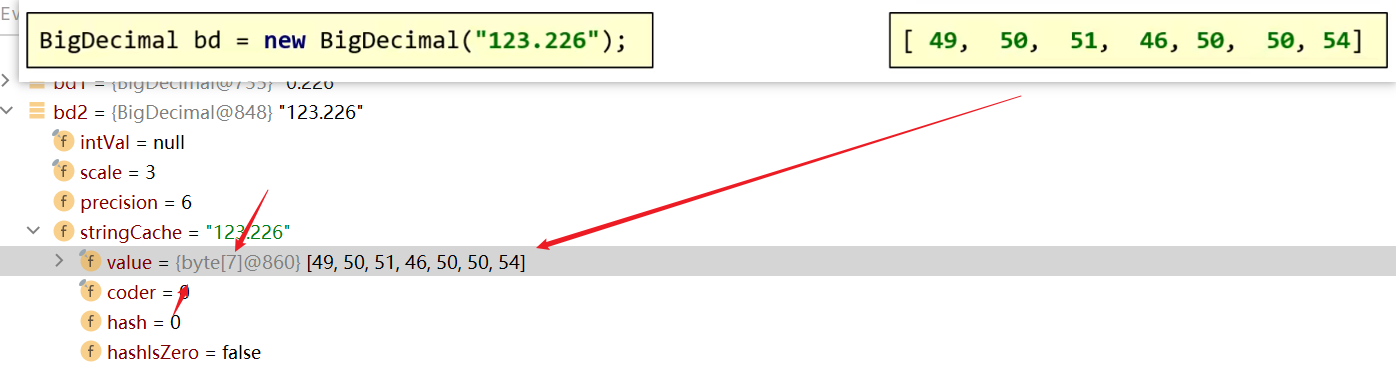 Ev
BigDecimal bd = new BigDecimal("123.226");
[ 49, 50, 51, 46, 50, 50, 54]
bd1 = {BigDecimal@755} "0.226"
bd2 = {BigDecimal@848} "123.226"
f intVal = null
f scale = 3
f precision = 6
f stringCache = "123.226"
f value = {byte[7]@860} [49, 50, 51, 46, 50, 50, 54]
f coder = 0
f hash = 0
f hashIsZero = false